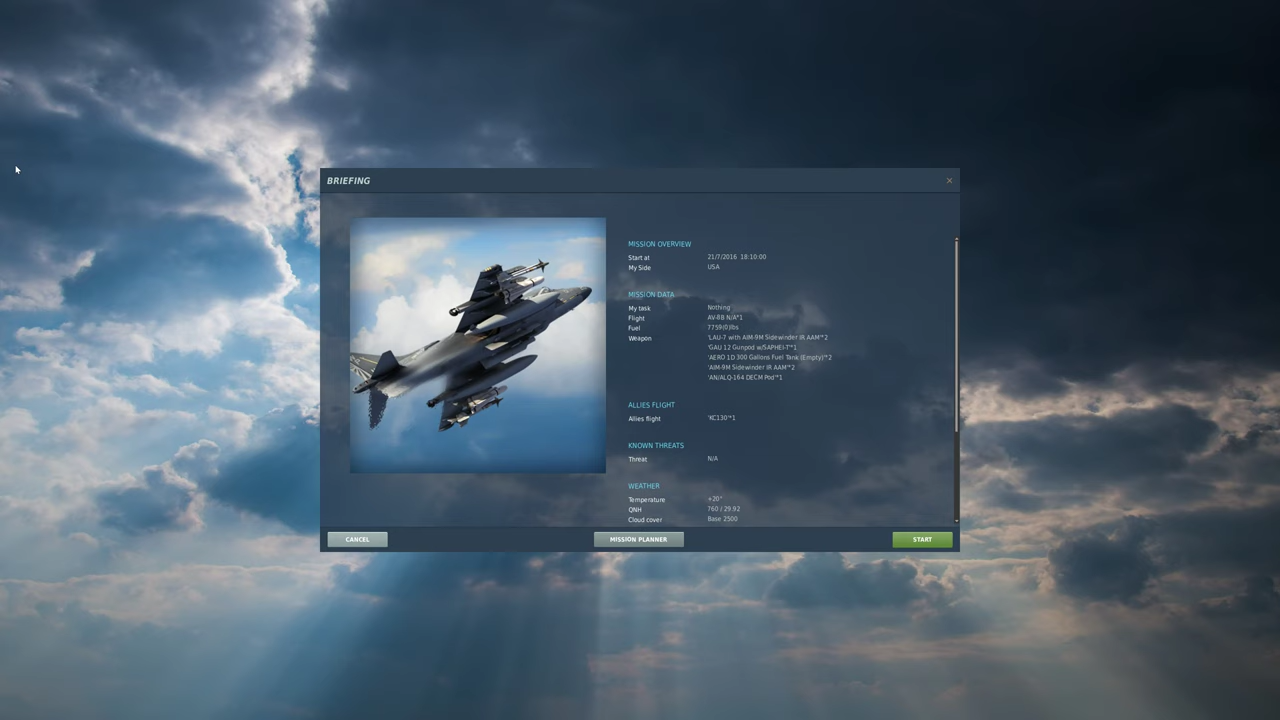 BRIEFING
MISSION OVERVIEW
Start at 21/7/2016 18:10:00
My Side USA
MISSION DATA
My task Nothing
Flight AV-8B N/A*1
Fuel 7759(0)lbs
Weapon 'LAU-7 with AIM-9M Sidewinder IR AAM'*2
'GAU 12 Gunpod w/SAPHEI-T'*1
'AERO 1D 300 Gallons Fuel Tank (Empty)'*2
'AIM-9M Sidewinder IR AAM'*2
'AN/ALQ-164 DECM Pod'*1
ALLIES FLIGHT
Allies flight 'KC130'*1
KNOWN THREATS
Threat N/A
WEATHER
Temperature +20°
QNH 760 / 29.92
Cloud cover Base 2500
CANCEL MISSION PLANNER START